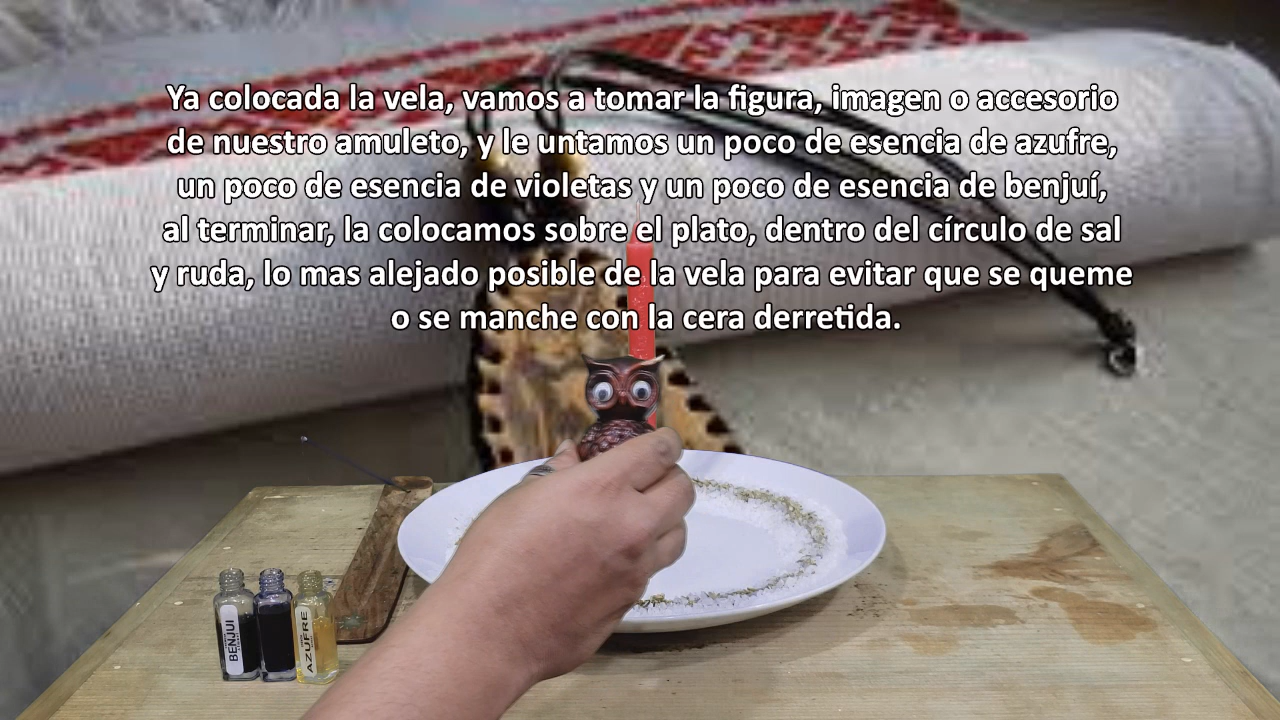 Ya colocada la vela, vamos a tomar la figura, imagen o accesorio
de nuestro amuleto, y le untamos un poco de esencia de azufre,
un poco de esencia de violetas y un poco de esencia de benjuí,
al terminar, la colocamos sobre el plato, dentro del círculo de sal
y ruda, lo mas alejado posible de la vela para evitar que se queme
o se manche con la cera derretida.
BENJUI
AZUFRE